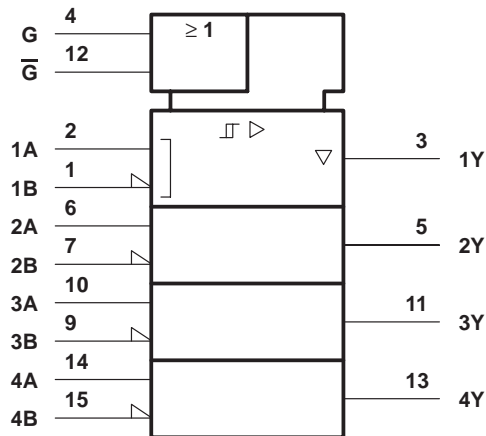 G 4 ≥ 1
G̅ 12
1A 2 3 1Y
1B 1
2A 6 5 2Y
2B 7
3A 10 11 3Y
3B 9
4A 14 13 4Y
4B 15